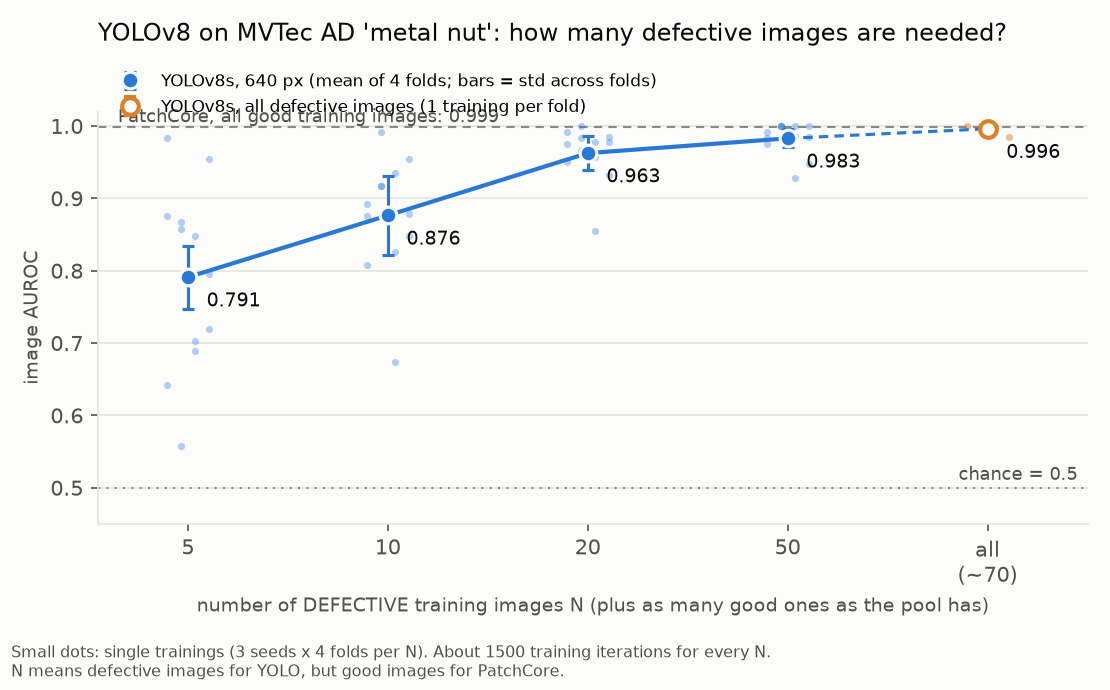 YOLOv8 on MVTec AD 'metal nut': how many defective images are needed?
YOLOv8s, 640 px (mean of 4 folds; bars = std across folds)
YOLOv8s, all defective images (1 training per fold)
PatchCore, all good training images: 0.999
1.0
0.9
0.8
0.7
0.6
0.5
image AUROC
0.791
0.876
0.963
0.983
0.996
chance = 0.5
5
10
20
50
all
(~70)
number of DEFECTIVE training images N (plus as many good ones as the pool has)
Small dots: single trainings (3 seeds x 4 folds per N). About 1500 training iterations for every N.
N means defective images for YOLO, but good images for PatchCore.